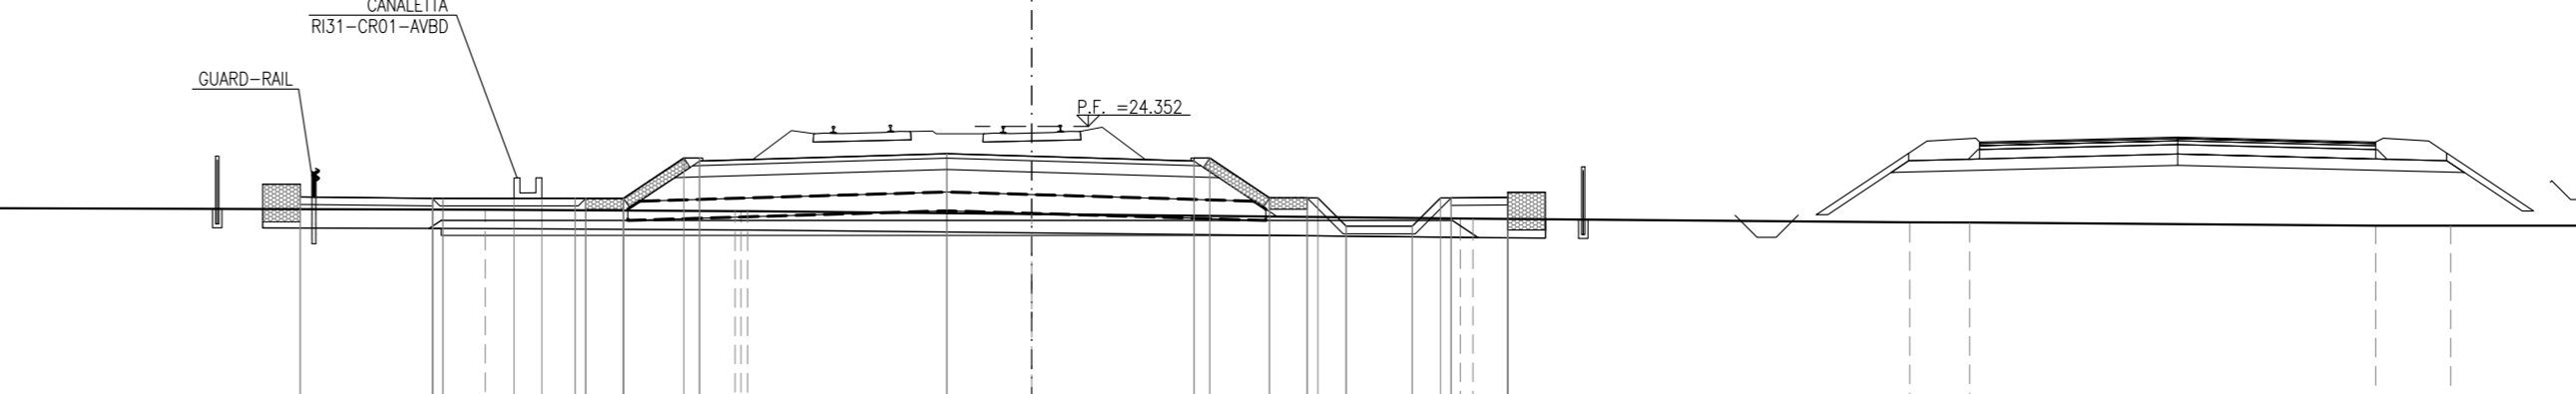 CANALETTA
RI31-CR01-AVBD
GUARD-RAIL
P.F. =24.352